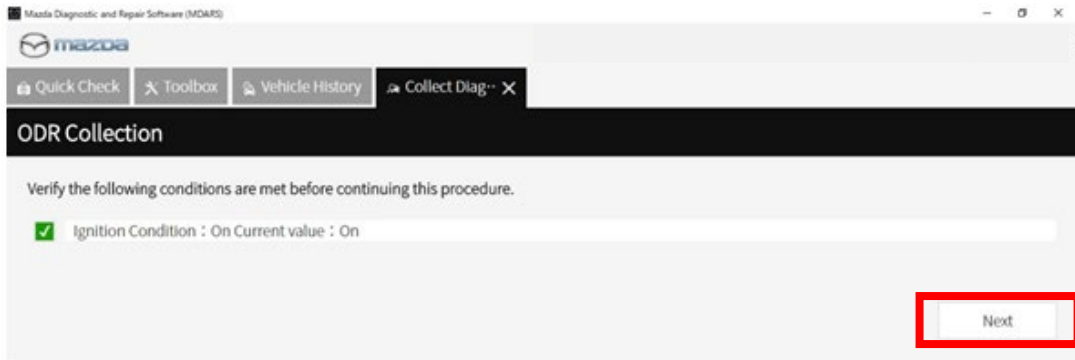 Mazda Diagnostic and Repair Software (MDARS)
mazda
Quick Check Toolbox Vehicle History Collect Diag··
ODR Collection
Verify the following conditions are met before continuing this procedure.
Ignition Condition：On Current value：On
Next